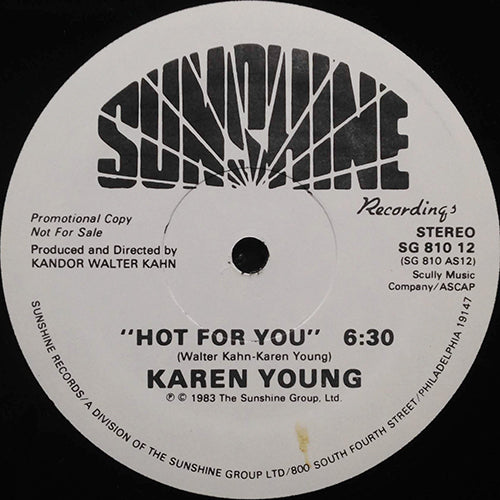 SUNSHINE
Recordings
Promotional Copy
Not For Sale
Produced and Directed by
KANDOR WALTER KAHN
STEREO
SG 810 12
(SG 810 AS12)
Scully Music
Company/ASCAP
"HOT FOR YOU" 6:30
(Walter Kahn-Karen Young)
KAREN YOUNG
℗ © 1983 The Sunshine Group, Ltd.
SUNSHINE RECORDS/A DIVISION OF THE SUNSHINE GROUP LTD/800 SOUTH FOURTH STREET/PHILADELPHIA 19147